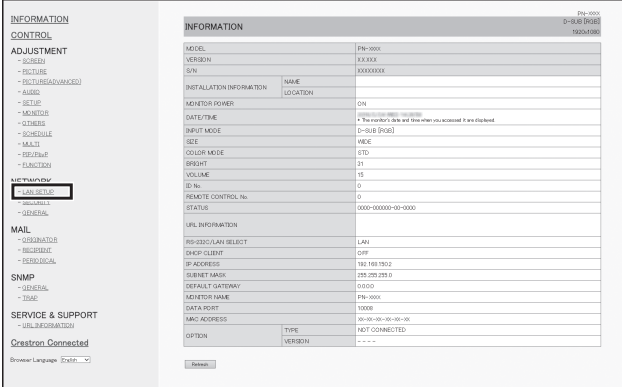 INFORMATION
CONTROL
ADJUSTMENT
- SCREEN
- PICTURE
- PICTURE(ADVANCED)
- AUDIO
- SETUP
- MONITOR
- OTHERS
- SCHEDULE
- MULTI
- PIP/PbyP
- FUNCTION
NETWORK
- LAN SETUP
- SECURITY
- GENERAL
MAIL
- ORIGINATOR
- RECIPIENT
- PERIODICAL
SNMP
- GENERAL
- TRAP
SERVICE & SUPPORT
- URL INFORMATION
Crestron Connected
Browser Language English
PN-XXXX
INFORMATION D-SUB [RGB]
1920x1080
MODEL PN-XXXX
VERSION X.XXXX
S/N XXXXXXXX
INSTALLATION INFORMATION NAME
LOCATION
MONITOR POWER ON
DATE/TIME
* The monitor's date and time when you accessed it are displayed.
INPUT MODE D-SUB [RGB]
SIZE WIDE
COLOR MODE STD
BRIGHT 31
VOLUME 15
ID No. 0
REMOTE CONTROL No. 0
STATUS 0000-000000-00-0000
URL INFORMATION
RS-232C/LAN SELECT LAN
DHCP CLIENT OFF
IP ADDRESS 192.168.150.2
SUBNET MASK 255.255.255.0
DEFAULT GATEWAY 0.0.0.0
MONITOR NAME PN-XXXX
DATA PORT 10008
MAC ADDRESS XX-XX-XX-XX-XX-XX
OPTION TYPE NOT CONNECTED
VERSION ----
Refresh